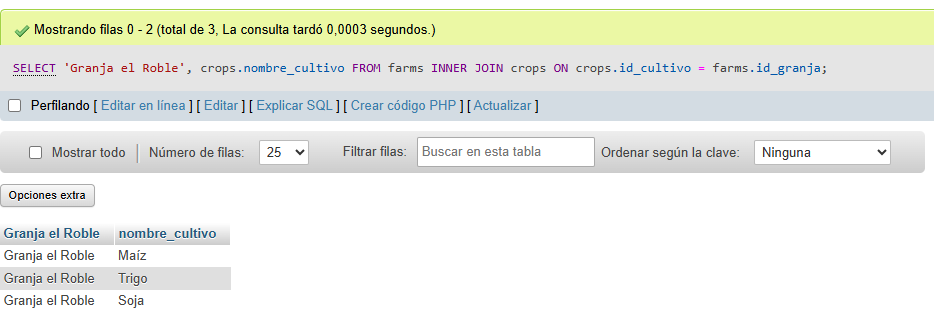 Mostrando filas 0 - 2 (total de 3, La consulta tardó 0,0003 segundos.)
SELECT 'Granja el Roble', crops.nombre_cultivo FROM farms INNER JOIN crops ON crops.id_cultivo = farms.id_granja;
Perfilando [ Editar en línea ] [ Editar ] [ Explicar SQL ] [ Crear código PHP ] [ Actualizar ]
Mostrar todo | Número de filas: 25 Filtrar filas: Buscar en esta tabla Ordenar según la clave: Ninguna
Opciones extra
Granja el Roble nombre_cultivo
Granja el Roble Maíz
Granja el Roble Trigo
Granja el Roble Soja